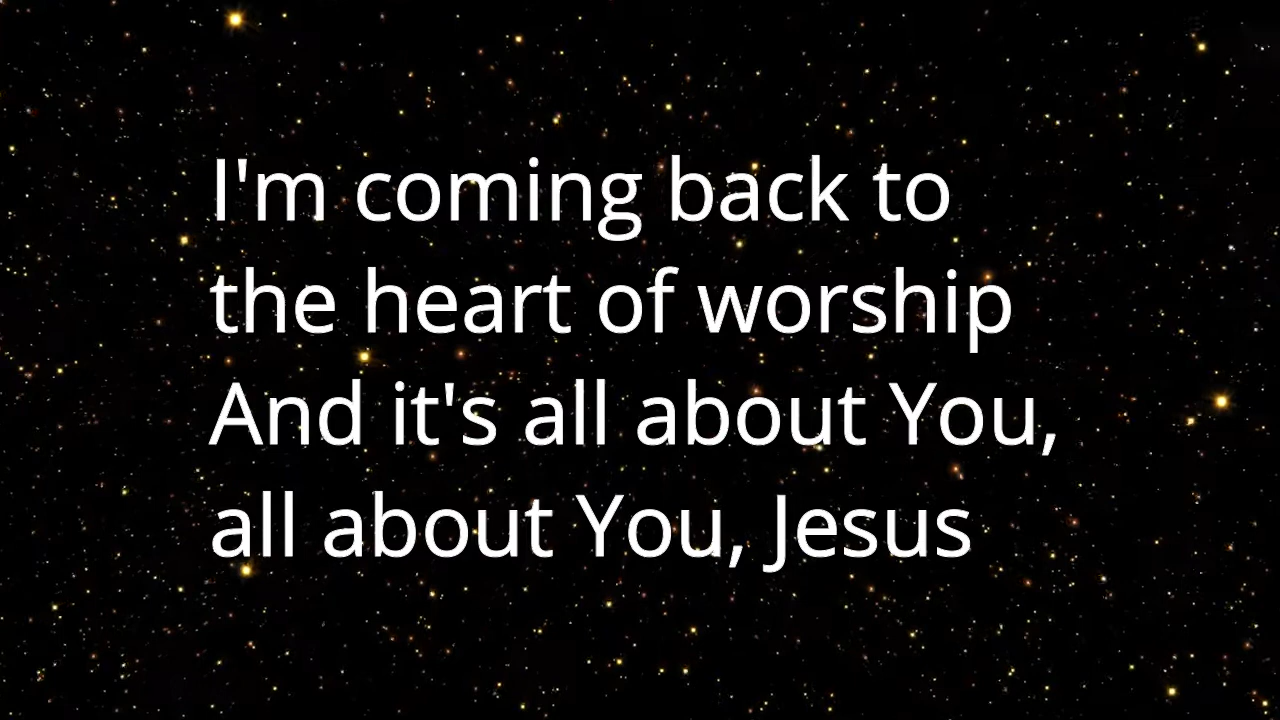 I'm coming back to
the heart of worship
And it's all about You,
all about You, Jesus